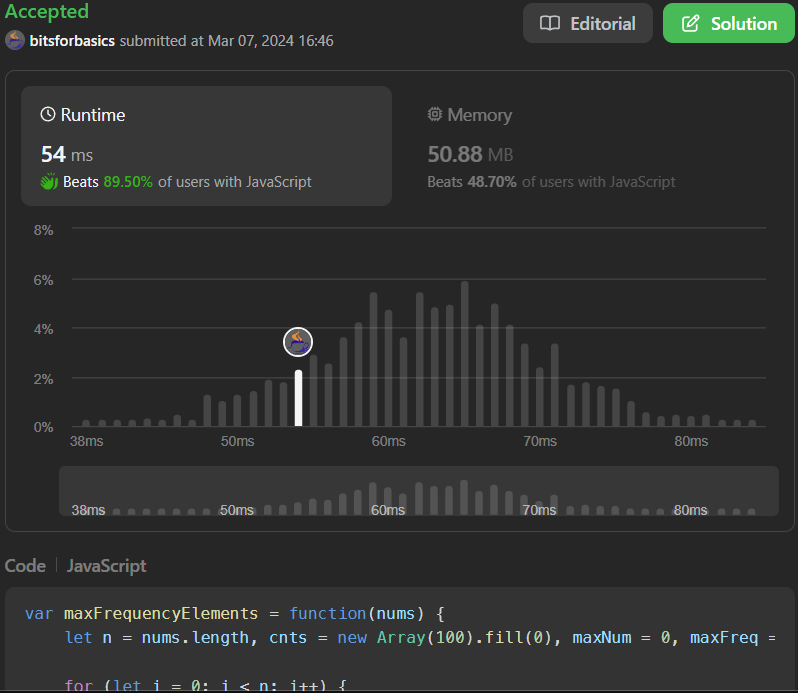 Accepted
Editorial
Solution
bitsforbasics submitted at Mar 07, 2024 16:46
Runtime
54 ms
Beats 89.50% of users with JavaScript
Memory
50.88 MB
Beats 48.70% of users with JavaScript
8%
6%
4%
2%
0%
38ms 50ms 60ms 70ms 80ms
38ms 50ms 60ms 70ms 80ms
Code | JavaScript
var maxFrequencyElements = function(nums) {
let n = nums.length, cnts = new Array(100).fill(0), maxNum = 0, maxFreq =
for (let i = 0; i < n; i++) {